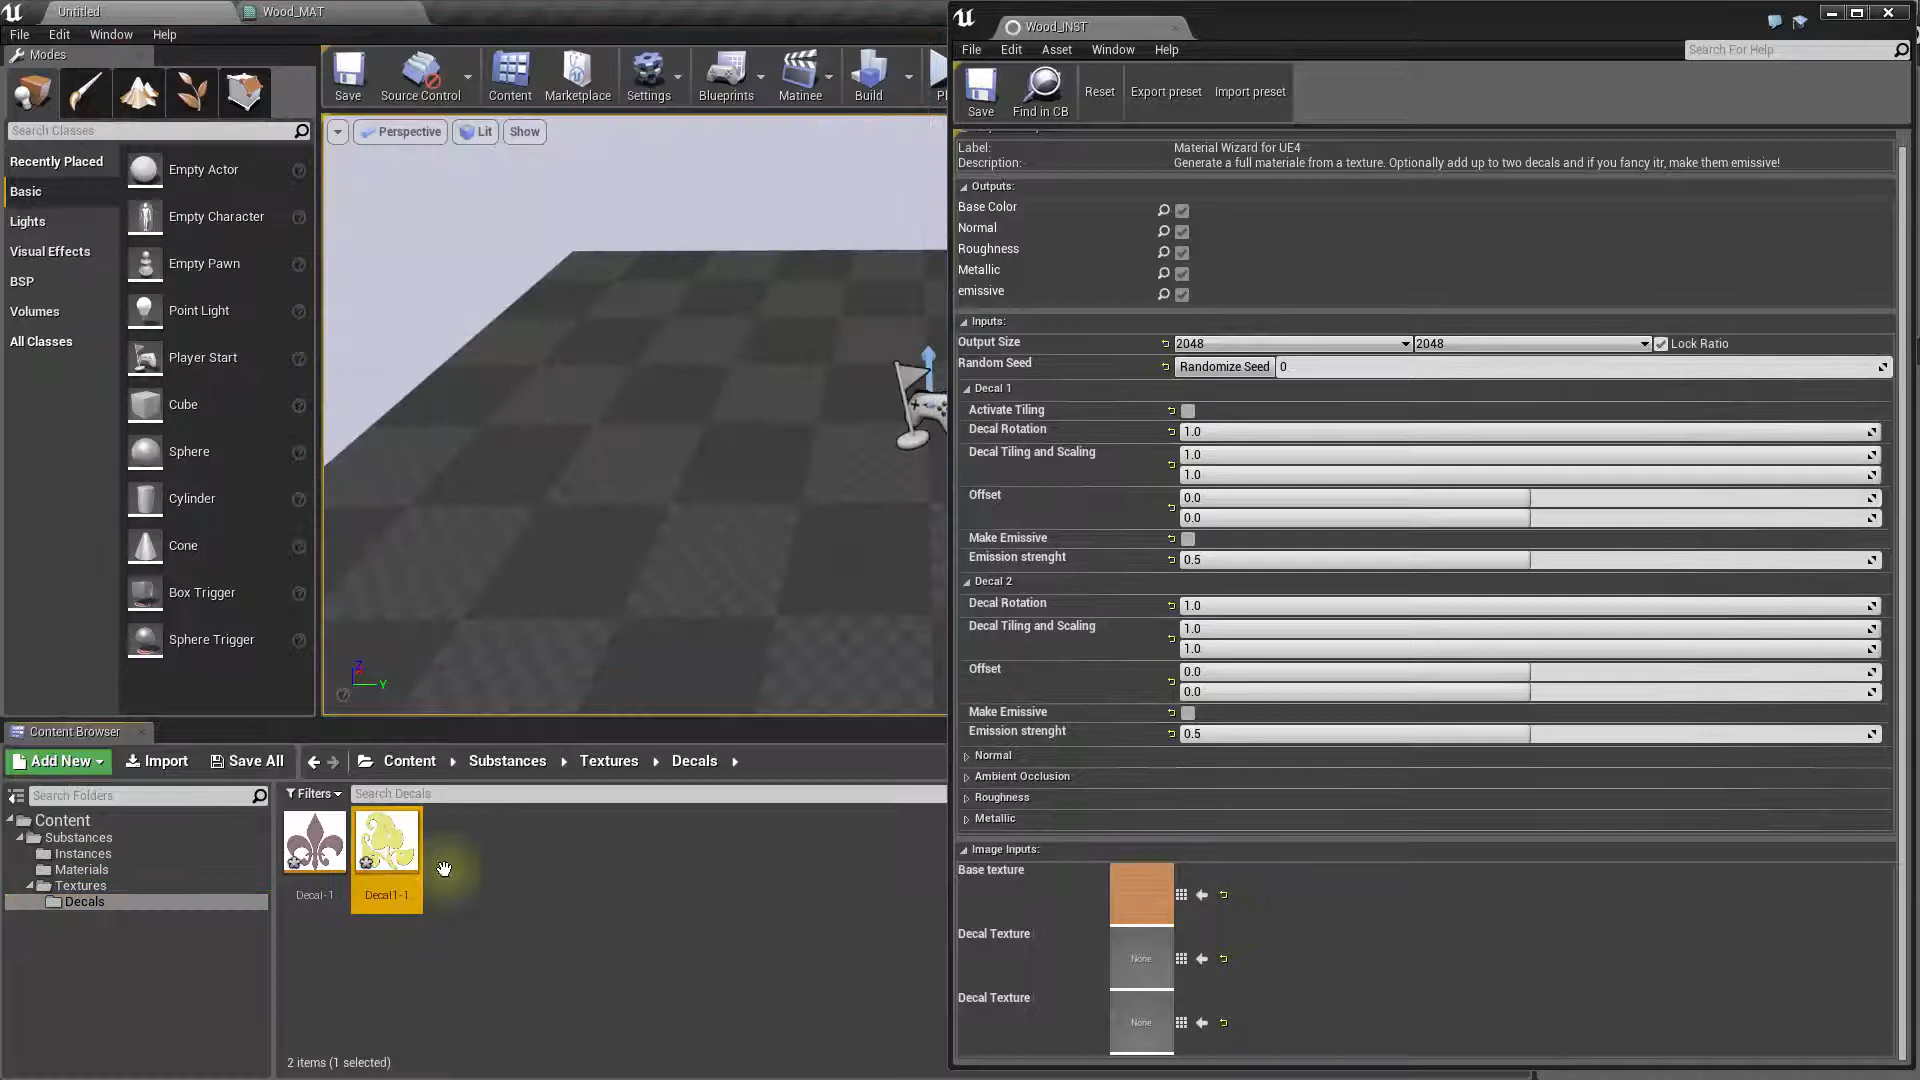 Untitled
Wood_MAT
File Edit Window Help
Modes
Search Classes
Recently Placed
Basic
Lights
Visual Effects
BSP
Volumes
All Classes
Empty Actor
Empty Character
Empty Pawn
Point Light
Player Start
Cube
Sphere
Cylinder
Cone
Box Trigger
Sphere Trigger
Save Source Control Content Marketplace Settings Blueprints Matinee Build
Perspective Lit Show
Z
Y
Content Browser
Add New Import Save All Content Substances Textures Decals
Search Folders
Content
Substances
Instances
Materials
Textures
Decals
Filters Search Decals
Decal-1 Decal1-1
2 items (1 selected)
Wood_INST
File Edit Asset Window Help
Search For Help
Save Find in CB Reset Export preset Import preset
Label: Material Wizard for UE4
Description: Generate a full materiale from a texture. Optionally add up to two decals and if you fancy itr, make them emissive!
Outputs:
Base Color
Normal
Roughness
Metallic
emissive
Inputs:
Output Size 2048 2048 Lock Ratio
Random Seed Randomize Seed 0
Decal 1
Activate Tiling
Decal Rotation 1.0
Decal Tiling and Scaling 1.0
1.0
Offset 0.0
0.0
Make Emissive
Emission strenght 0.5
Decal 2
Decal Rotation 1.0
Decal Tiling and Scaling 1.0
1.0
Offset 0.0
0.0
Make Emissive
Emission strenght 0.5
Normal
Ambient Occlusion
Roughness
Metallic
Image Inputs:
Base texture
Decal Texture
None
Decal Texture
None